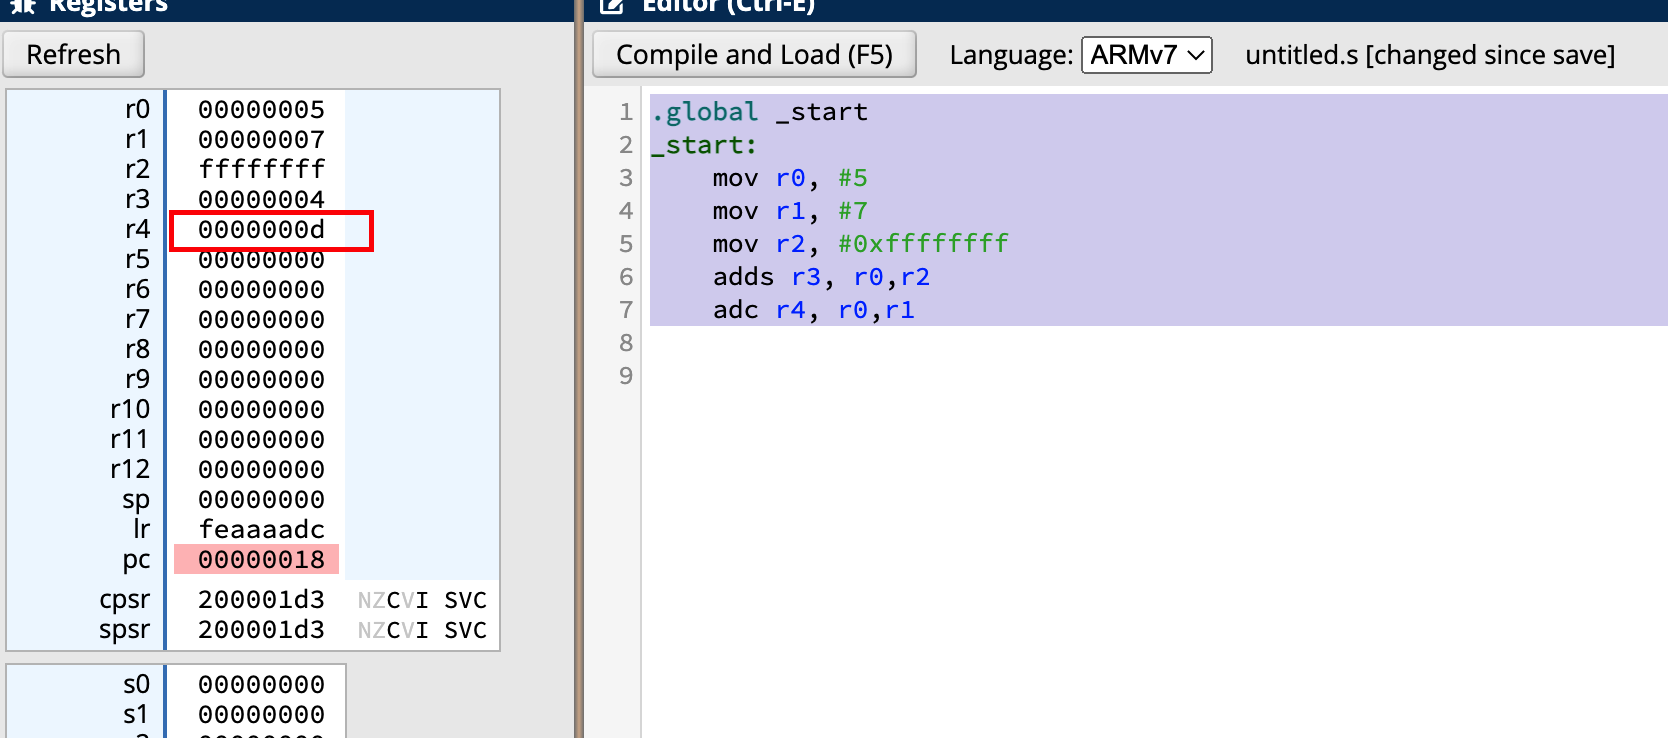 Registers
Refresh
r0 00000005
r1 00000007
r2 ffffffff
r3 00000004
r4 0000000d
r5 00000000
r6 00000000
r7 00000000
r8 00000000
r9 00000000
r10 00000000
r11 00000000
r12 00000000
sp 00000000
lr feaaaadc
pc 00000018
cpsr 200001d3 NZCVI SVC
spsr 200001d3 NZCVI SVC
s0 00000000
s1 00000000
Editor (Ctrl-E)
Compile and Load (F5) Language: ARMv7 untitled.s [changed since save]
1 .global _start
2 _start:
3 mov r0, #5
4 mov r1, #7
5 mov r2, #0xffffffff
6 adds r3, r0,r2
7 adc r4, r0,r1
8
9